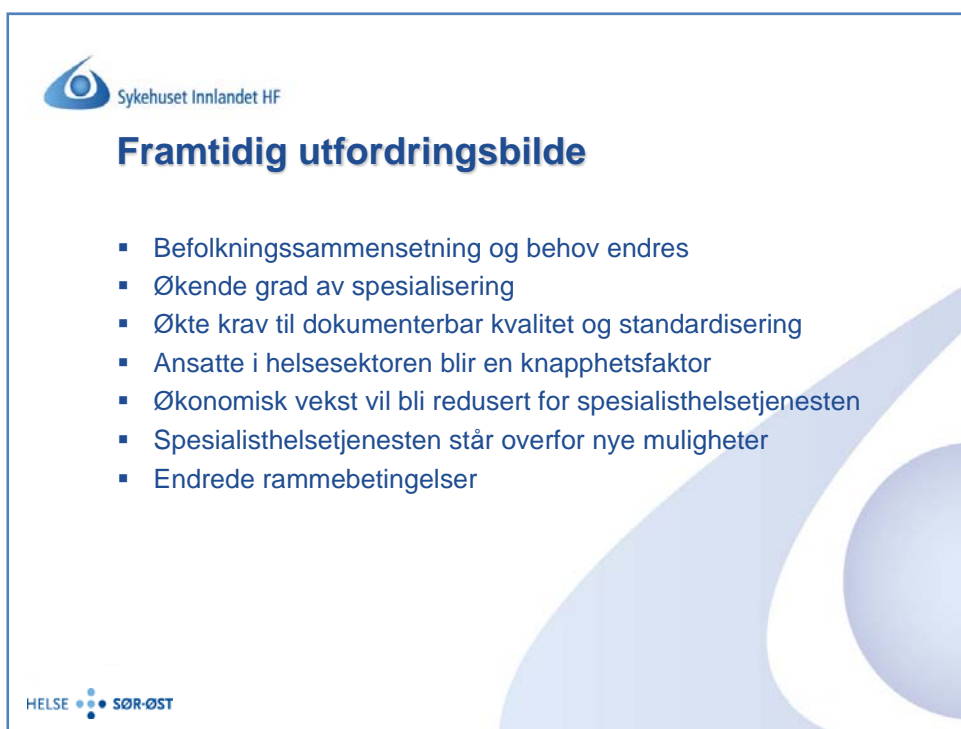 Sykehuset Innlandet HF
Framtidig utfordringsbilde
▪ Befolkningssammensetning og behov endres
▪ Økende grad av spesialisering
▪ Økte krav til dokumenterbar kvalitet og standardisering
▪ Ansatte i helsesektoren blir en knapphetsfaktor
▪ Økonomisk vekst vil bli redusert for spesialisthelsetjenesten
▪ Spesialisthelsetjenesten står overfor nye muligheter
▪ Endrede rammebetingelser
HELSE SØR-ØST